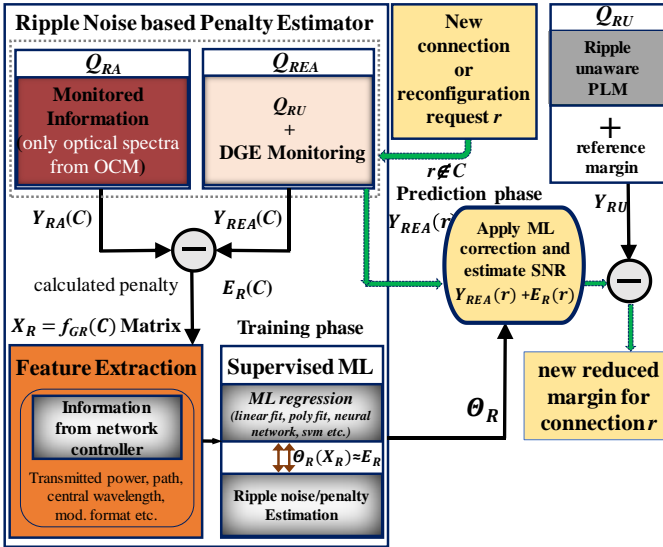 Ripple Noise based Penalty Estimator
Q_RA
Monitored
Information
(only optical spectra
from OCM)
Q_REA
Q_RU
+
DGE Monitoring
New
connection
or
reconfiguration
request r
Q_RU
Ripple
unaware
PLM
+
reference
margin
r∉C
Prediction phase
Y_RA(C)
Y_REA(C)
Y_REA(r)
Y_RU
−
calculated penalty
E_R(C)
Apply ML
correction and
estimate SNR
Y_REA(r) +E_R(r)
−
X_R = f_GR(C) Matrix
Training phase
Feature Extraction
Information
from network
controller
Transmitted power, path,
central wavelength,
mod. format etc.
Supervised ML
ML regression
(linear fit, poly fit, neural
network, svm etc.)
Θ_R(X_R)≈E_R
Ripple noise/penalty
Estimation
Θ_R
new reduced
margin for
connection r